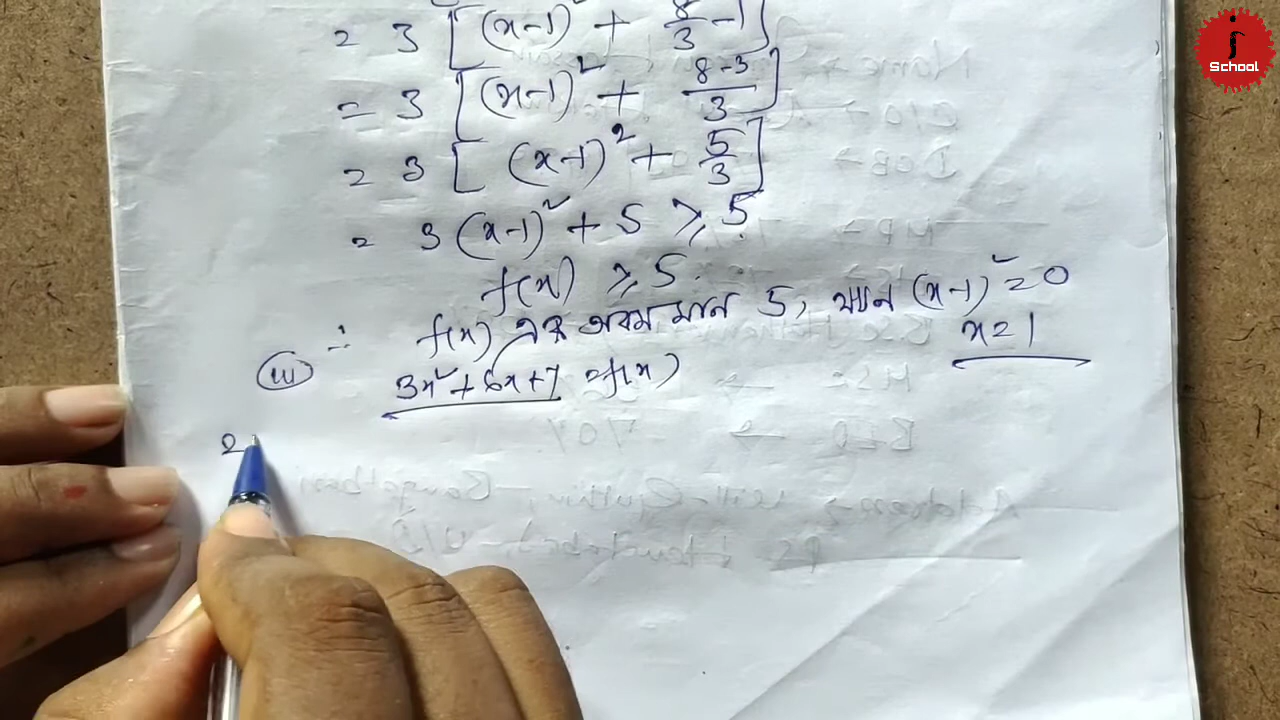 = 3 [(x-1)² + 8/3 - 1]
= 3 [(x-1)² + 8-3/3]
= 3 [(x-1)² + 5/3]
= 3(x-1)² + 5 ≥ 5
f(x) ≥ 5.
∴ f(x) এর অবম মান 5, যখন (x-1)² = 0
x = 1
(iii) 3x² + 6x + 7 = f(x)
2
i
School